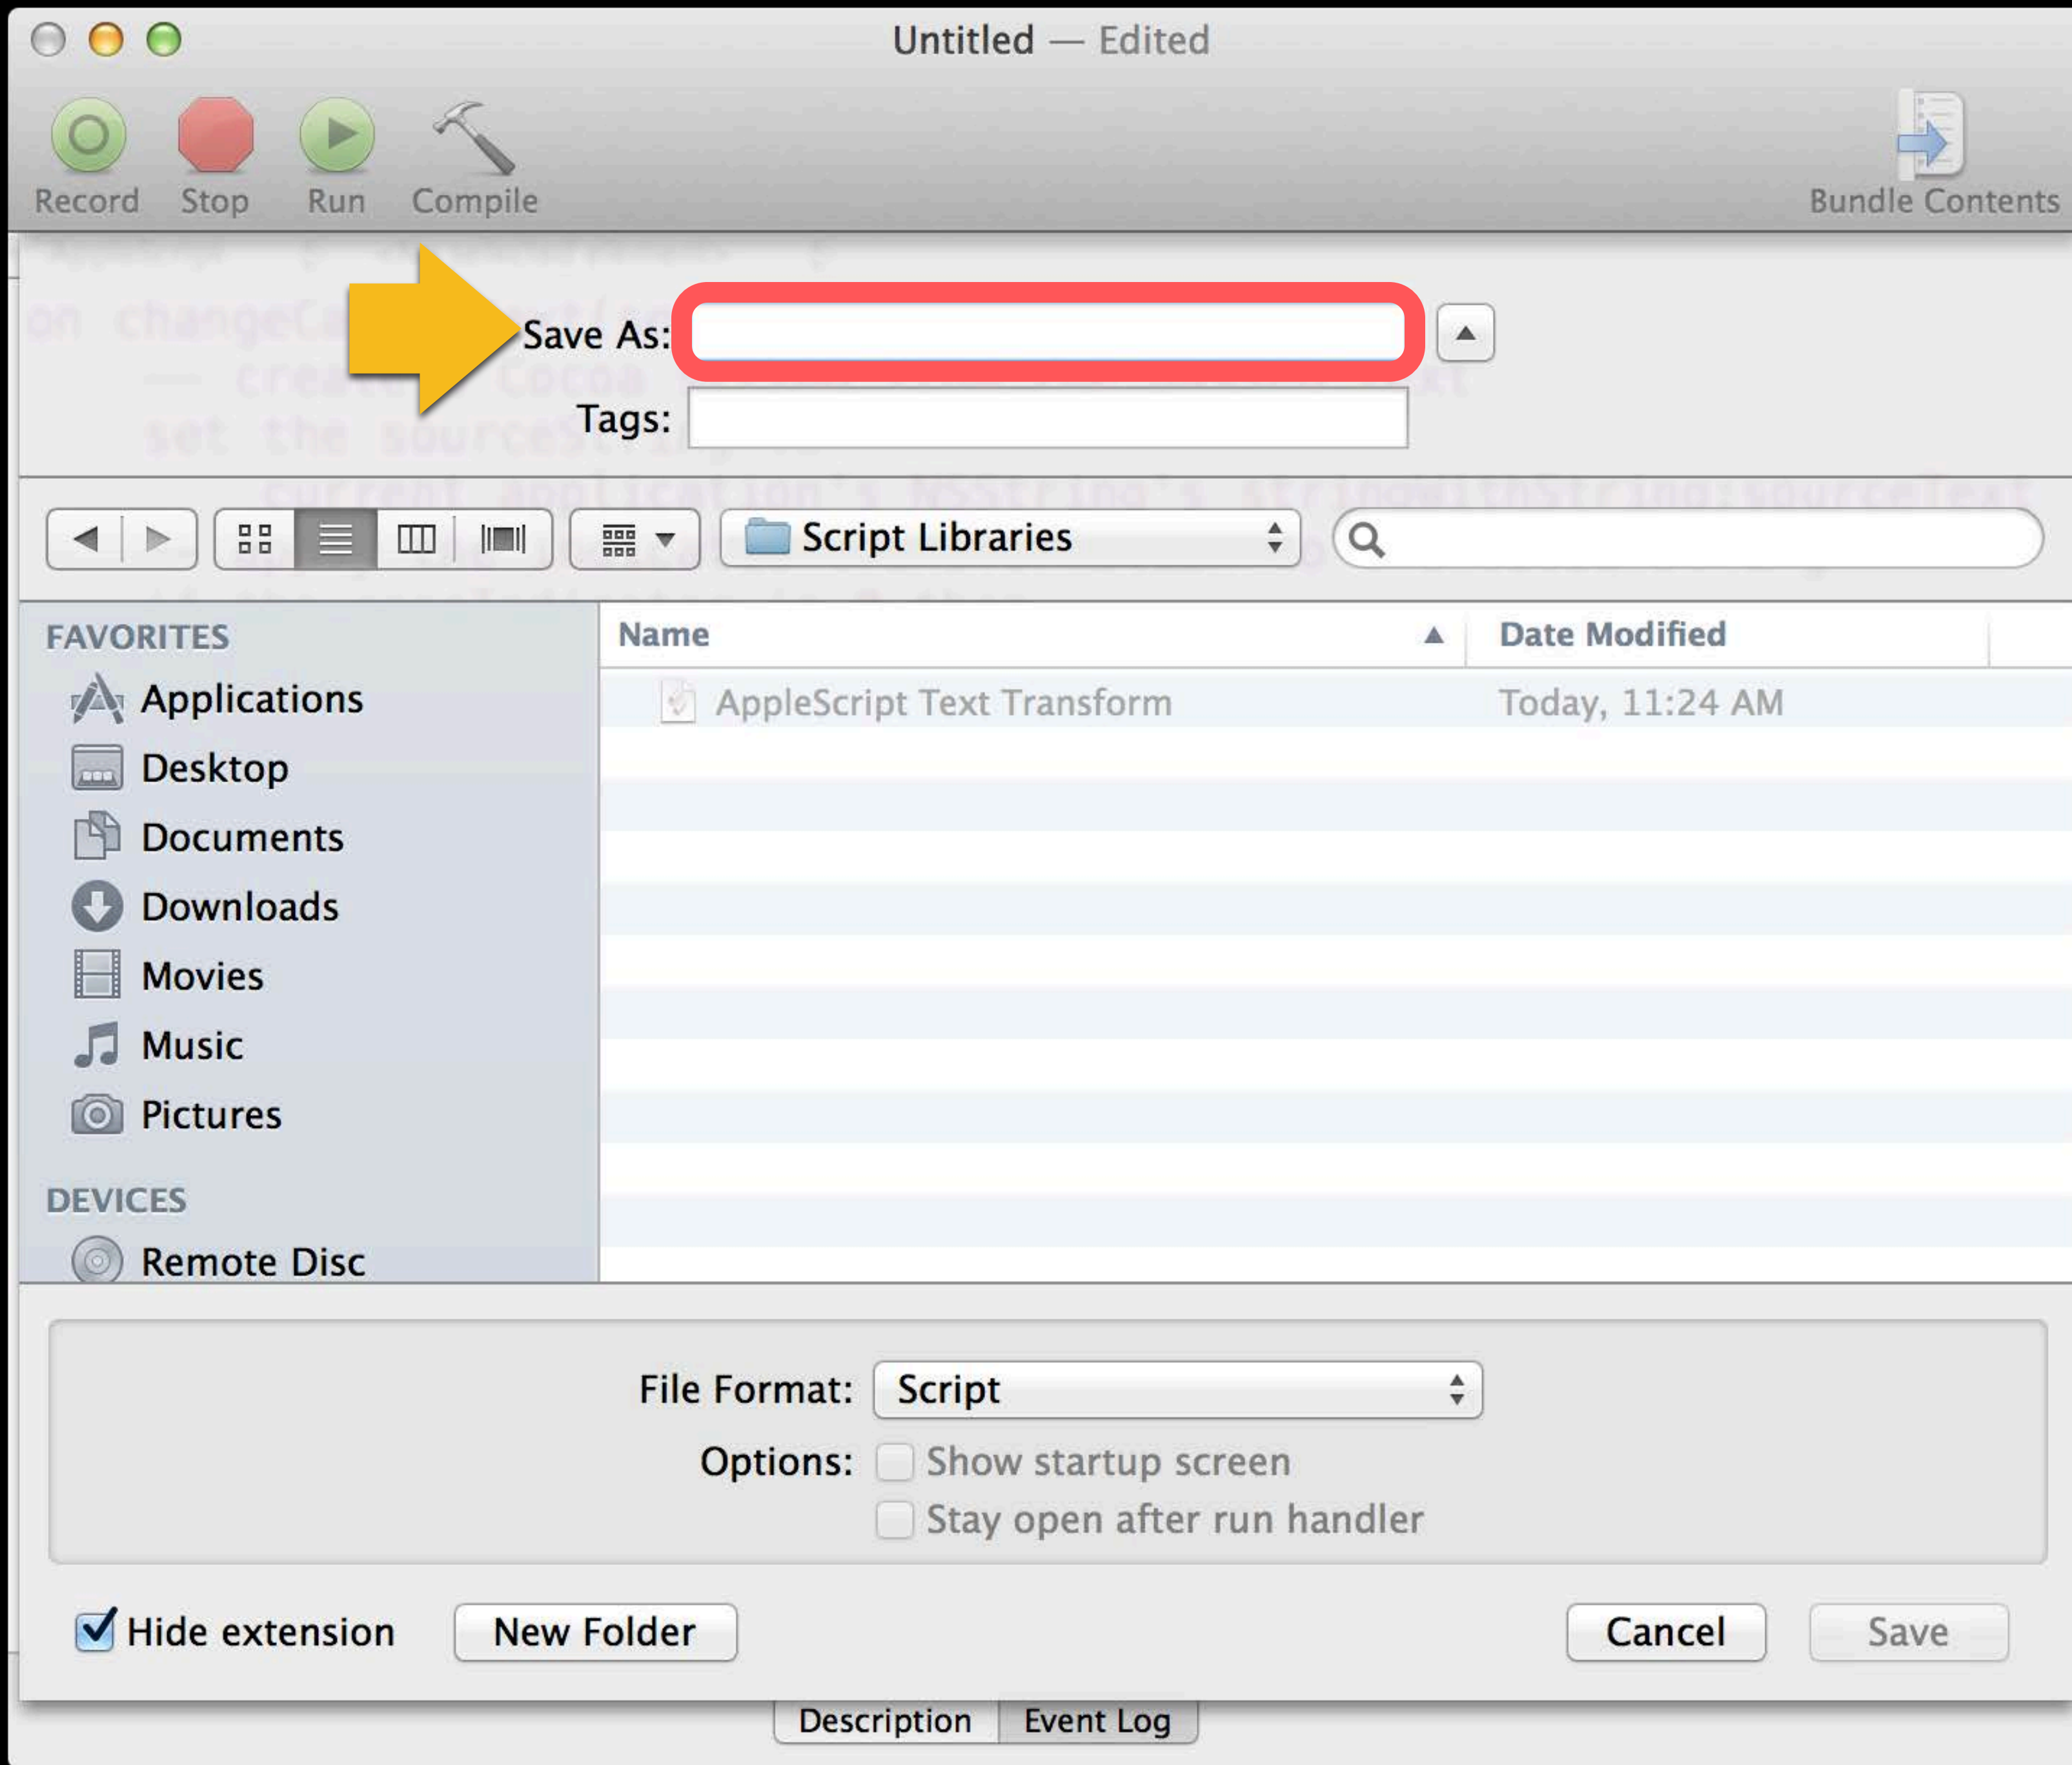 Untitled — Edited
Record Stop Run Compile Bundle Contents
Save As:
Tags:
Script Libraries
FAVORITES
Name Date Modified
Applications
AppleScript Text Transform Today, 11:24 AM
Desktop
Documents
Downloads
Movies
Music
Pictures
DEVICES
Remote Disc
File Format: Script
Options: Show startup screen
Stay open after run handler
Hide extension New Folder Cancel Save
Description Event Log